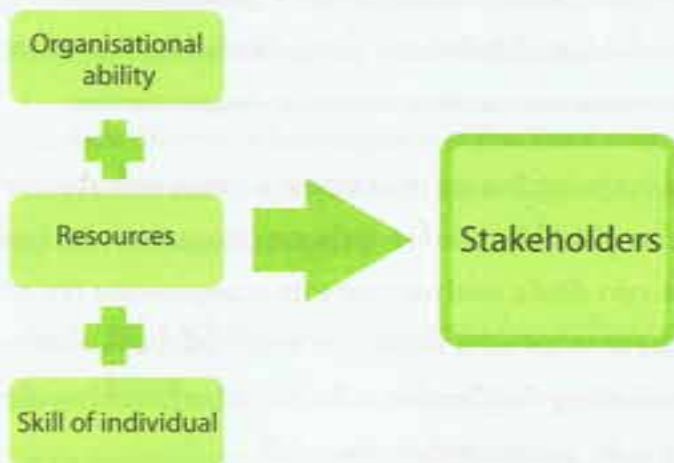 Organisational
ability
Resources
Stakeholders
Skill of individual